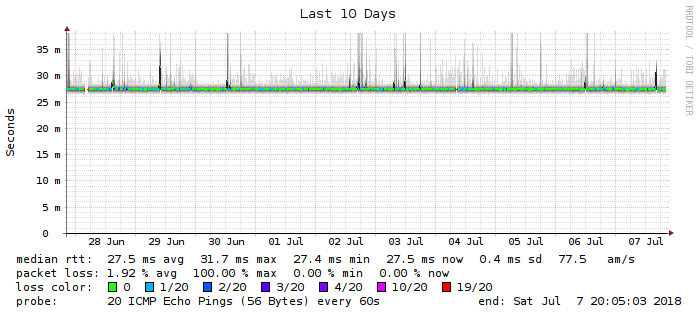 Last 10 Days
RRDTOOL / TOBI OETIKER
Seconds
35 m
30 m
25 m
20 m
15 m
10 m
5 m
0
28 Jun 29 Jun 30 Jun 01 Jul 02 Jul 03 Jul 04 Jul 05 Jul 06 Jul 07 Jul
median rtt: 27.5 ms avg 31.7 ms max 27.4 ms min 27.5 ms now 0.4 ms sd 77.5 am/s
packet loss: 1.92 % avg 100.00 % max 0.00 % min 0.00 % now
loss color: 0 1/20 2/20 3/20 4/20 10/20 19/20
probe: 20 ICMP Echo Pings (56 Bytes) every 60s end: Sat Jul 7 20:05:03 2018